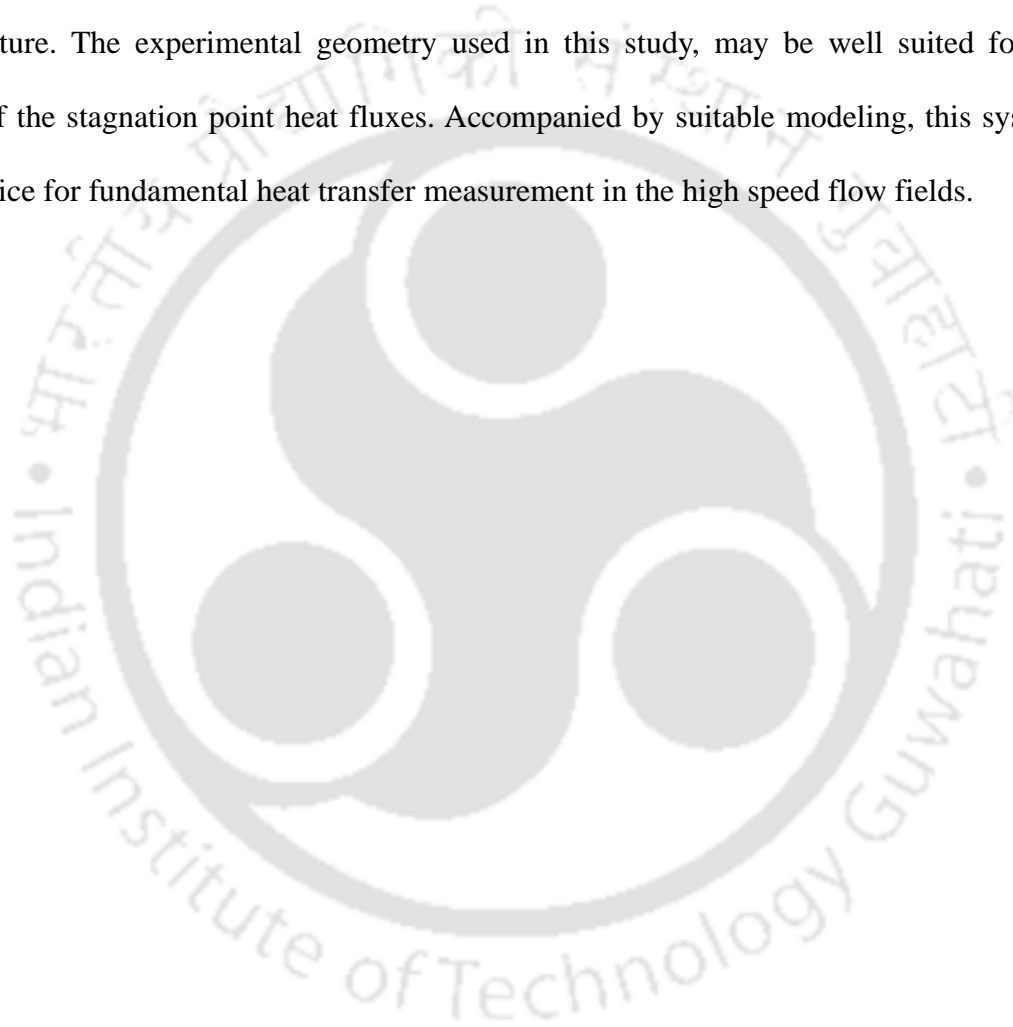 ture. The experimental geometry used in this study, may be well suited fo
f the stagnation point heat fluxes. Accompanied by suitable modeling, this sys
ice for fundamental heat transfer measurement in the high speed flow fields.
भारतीय प्रौद्योगिकी संस्थान गुवाहाटी
Indian Institute of Technology Guwahati